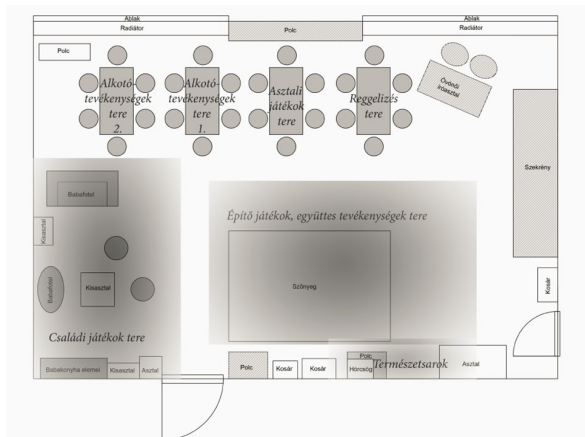 Ablak
Radiátor
Polc
Ablak
Radiátor
Polc
Alkotó-
tevékenységek
tere
2.
Alkotó-
tevékenységek
tere
1.
Asztali
játékok
tere
Reggelizés
tere
Óvónői
íróasztal
Szekrény
Babafotel
Kisasztal
Építő játékok, együttes tevékenységek tere
Babafotel
Kisasztal
Szőnyeg
Kosár
Családi játékok tere
Babakonyha elemei
Kisasztal
Asztal
Polc
Kosár
Kosár
Polc
Hörcsög
Természetsarok
Asztal